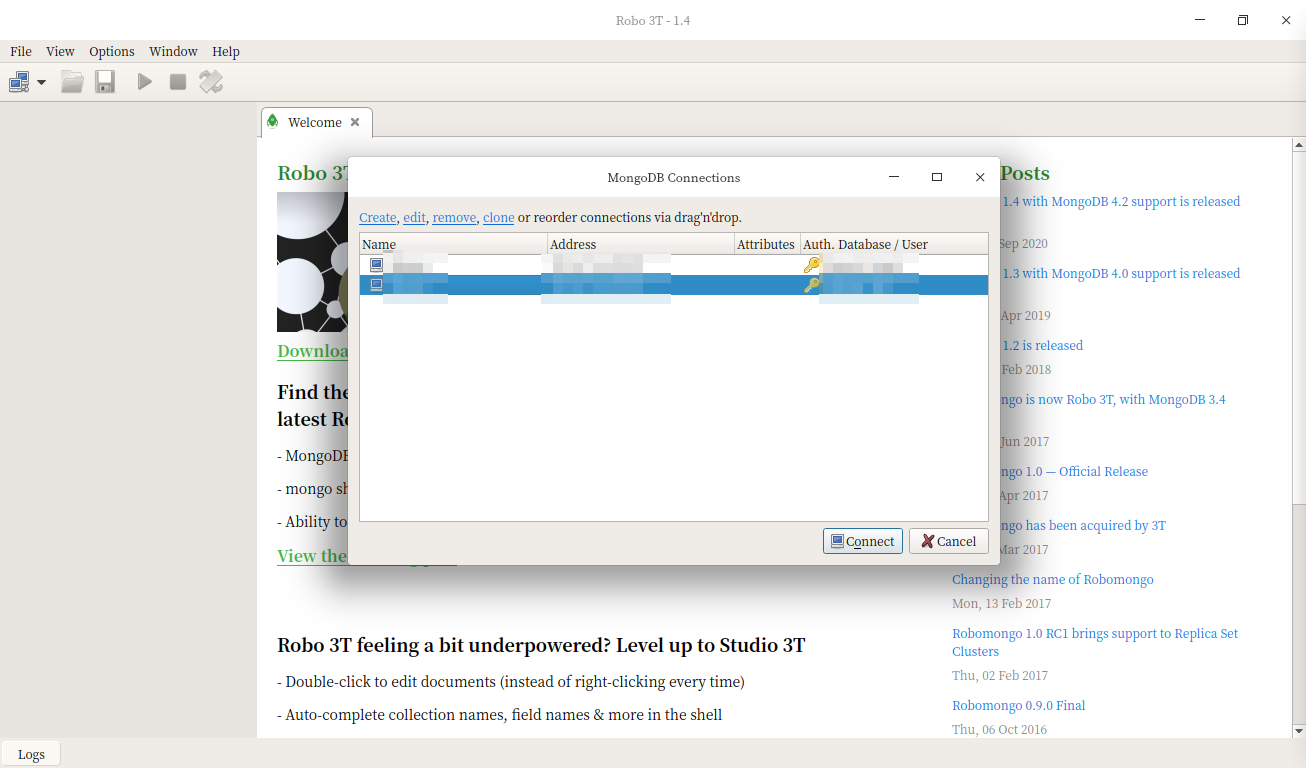 Robo 3T - 1.4
File View Options Window Help
Welcome
Robo 3T
Downloa
Find the
latest Ro
- MongoDB
- mongo sh
- Ability to
View the
MongoDB Connections
Create, edit, remove, clone or reorder connections via drag'n'drop.
Name Address Attributes Auth. Database / User
Connect Cancel
Posts
1.4 with MongoDB 4.2 support is released
Sep 2020
1.3 with MongoDB 4.0 support is released
Apr 2019
1.2 is released
Feb 2018
ngo is now Robo 3T, with MongoDB 3.4
Jun 2017
ngo 1.0 — Official Release
Apr 2017
ngo has been acquired by 3T
Mar 2017
Changing the name of Robomongo
Mon, 13 Feb 2017
Robomongo 1.0 RC1 brings support to Replica Set
Clusters
Thu, 02 Feb 2017
Robomongo 0.9.0 Final
Thu, 06 Oct 2016
Robo 3T feeling a bit underpowered? Level up to Studio 3T
- Double-click to edit documents (instead of right-clicking every time)
- Auto-complete collection names, field names & more in the shell
Logs